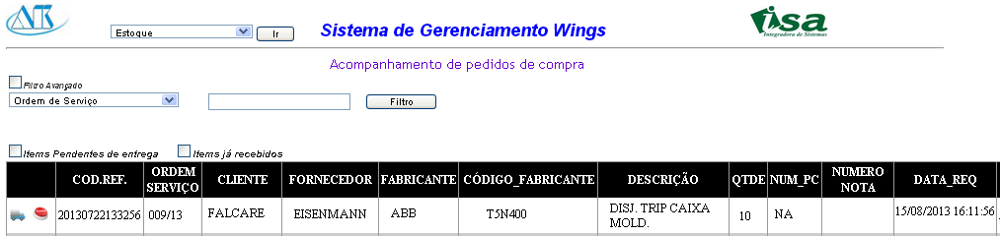 AK
Estoque Ir Sistema de Gerenciamento Wings isa
Integradora de Sistemas
Acompanhamento de pedidos de compra
Filtro Avançado
Ordem de Serviço Filtro
Items Pendentes de entrega Items já recebidos
COD.REF. ORDEM SERVIÇO CLIENTE FORNECEDOR FABRICANTE CÓDIGO_FABRICANTE DESCRIÇÃO QTDE NUM_PC NUMERO NOTA DATA_REQ
20130722133256 009/13 FALCARE EISENMANN ABB T5N400 DISJ. TRIP CAIXA MOLD. 10 NA 15/08/2013 16:11:56